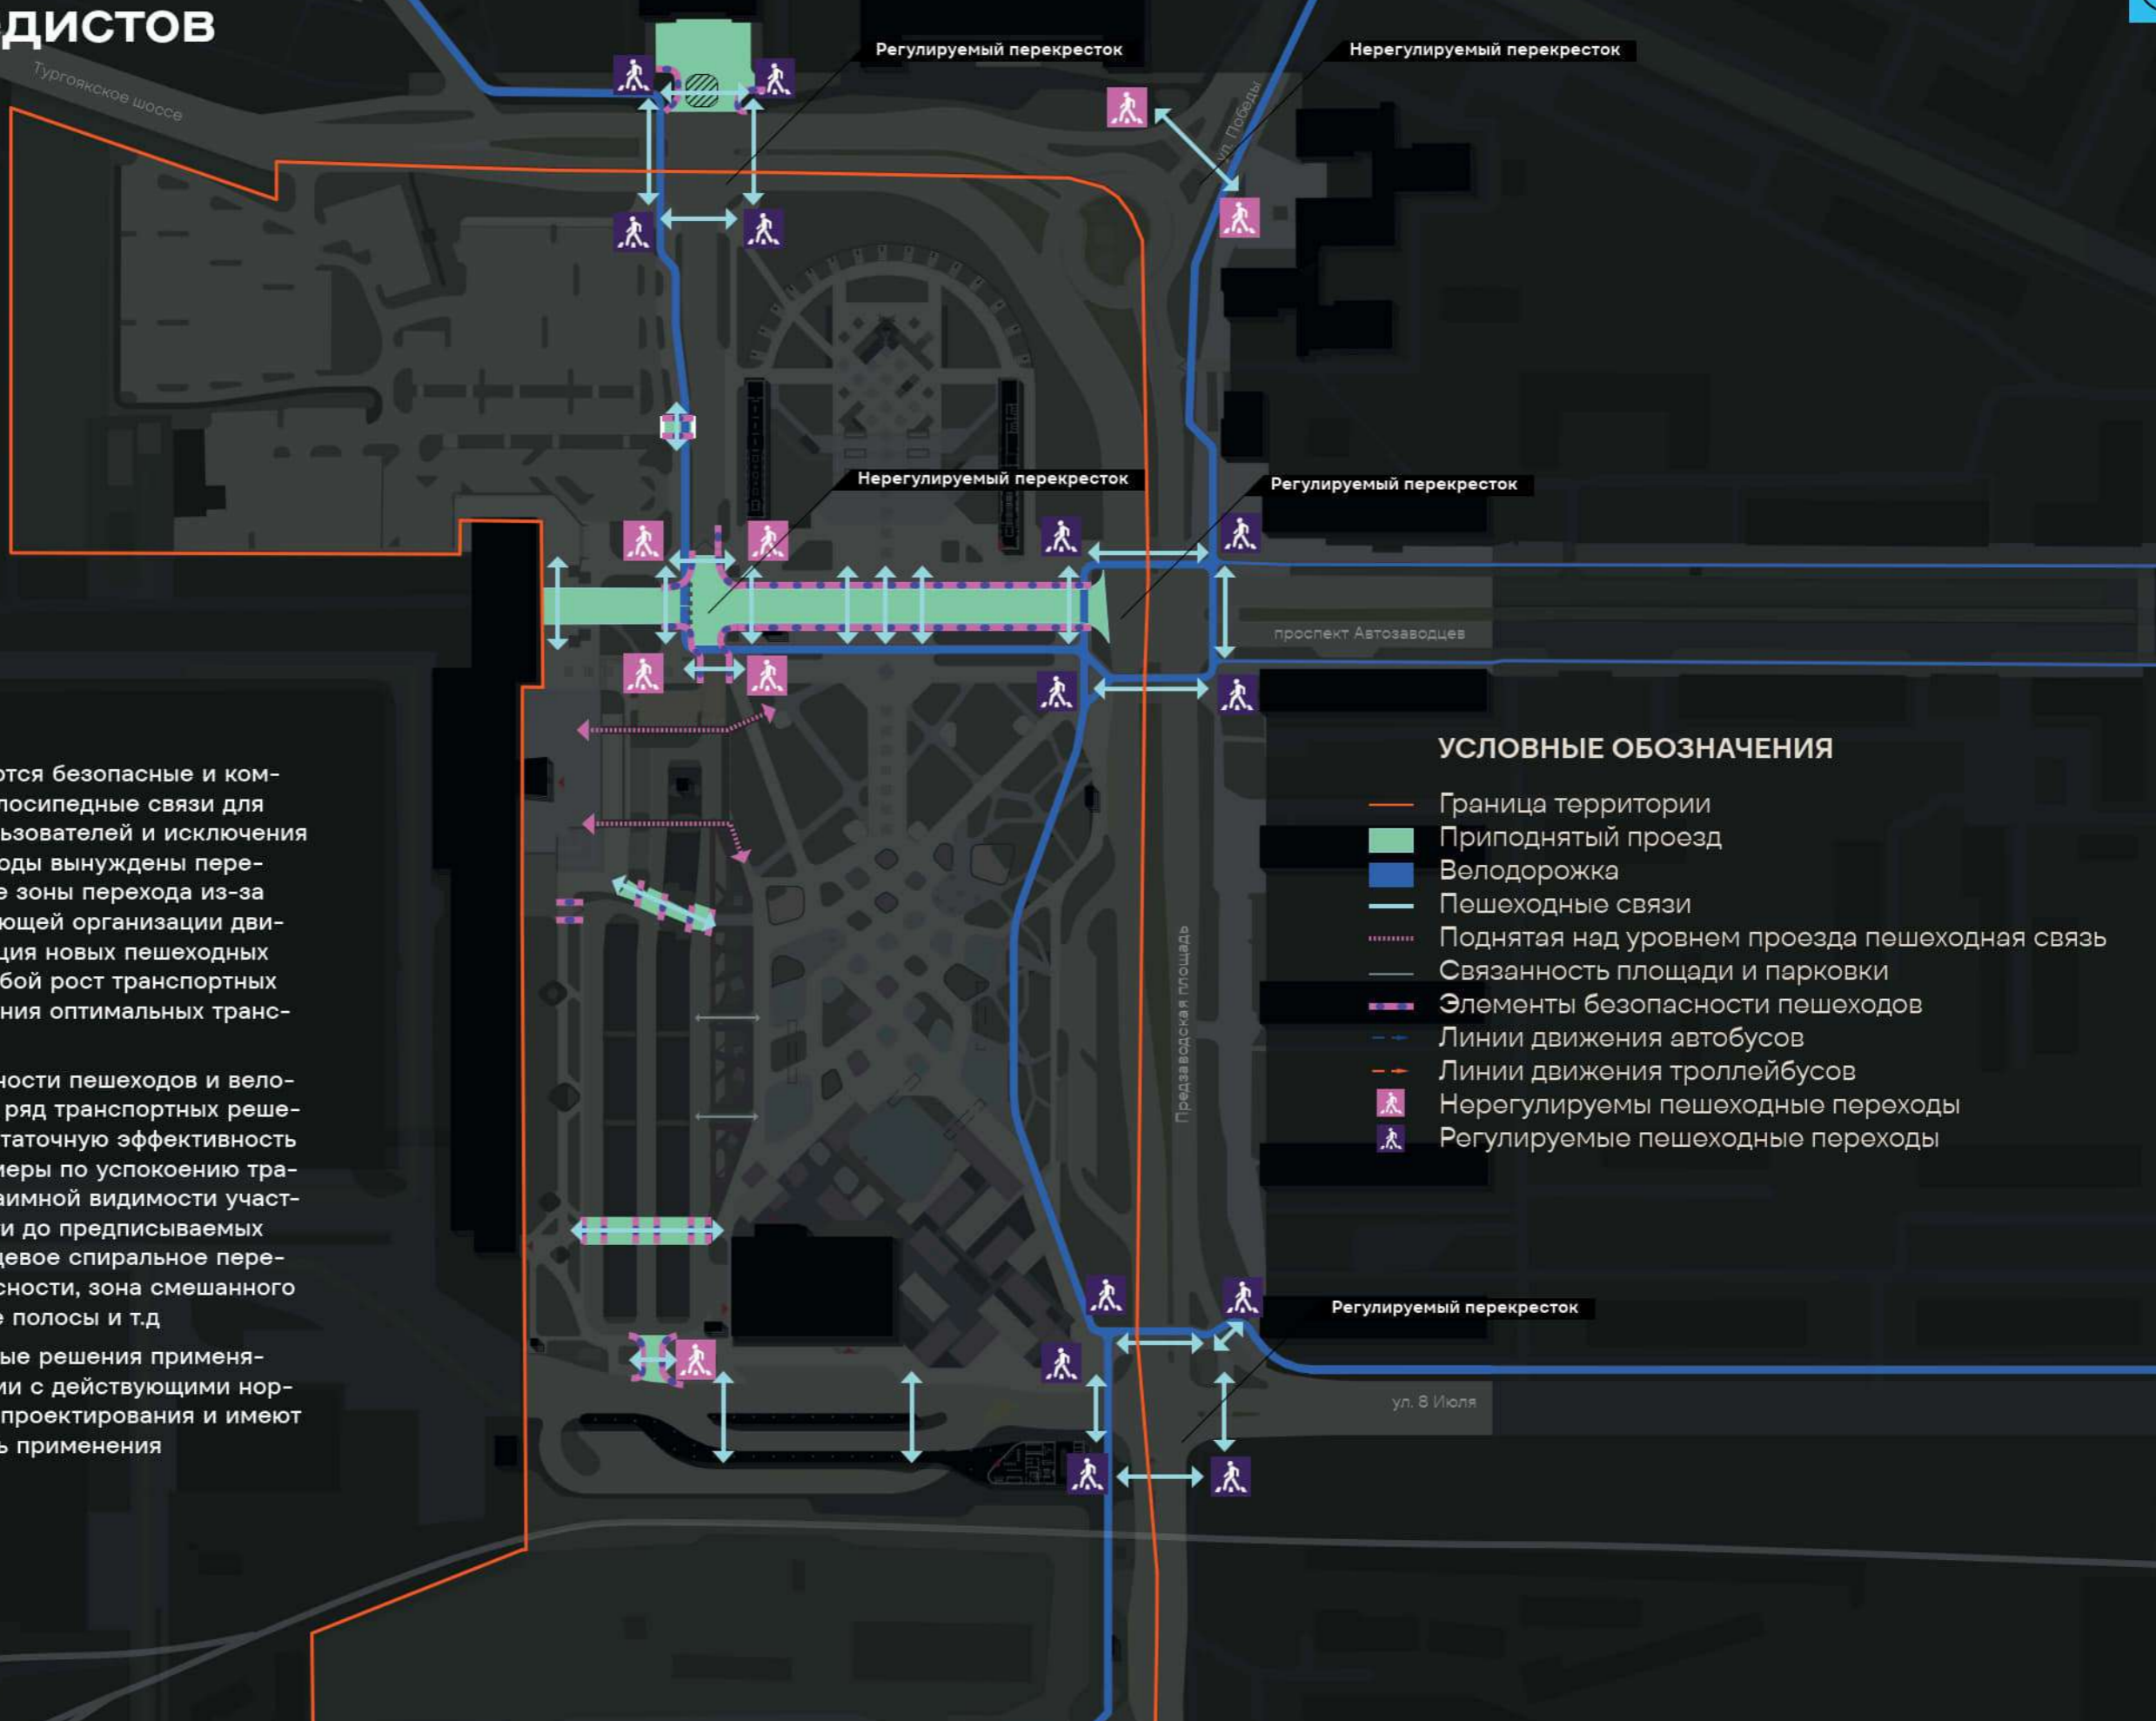 дистов
Тургоякское шоссе
Регулируемый перекресток
Нерегулируемый перекресток
ул. Победы
Нерегулируемый перекресток
Регулируемый перекресток
проспект Автозаводцев
ются безопасные и ком-
лосипедные связи для
льзователей и исключения
оды вынуждены пере-
е зоны перехода из-за
ющей организации дви-
ция новых пешеходных
бой рост транспортных
ния оптимальных транс-
ности пешеходов и вело-
ряд транспортных реше-
таточную эффективность
меры по успокоению тра-
аимной видимости участ-
и до предписываемых
цевое спиральное пере-
сности, зона смешанного
е полосы и т.д
ые решения применя-
ии с действующими нор-
проектирования и имеют
ь применения
Предзаводская площадь
УСЛОВНЫЕ ОБОЗНАЧЕНИЯ
Граница территории
Приподнятый проезд
Велодорожка
Пешеходные связи
Поднятая над уровнем проезда пешеходная связь
Связанность площади и парковки
Элементы безопасности пешеходов
Линии движения автобусов
Линии движения троллейбусов
Нерегулируемы пешеходные переходы
Регулируемые пешеходные переходы
Регулируемый перекресток
ул. 8 Июля